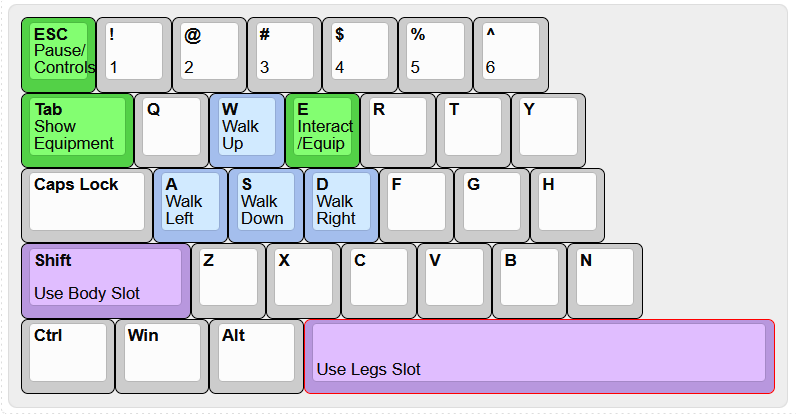 ESC
Pause/
Controls
!
1
@
2
#
3
$
4
%
5
^
6
Tab
Show
Equipment
Q
W
Walk
Up
E
Interact
/Equip
R
T
Y
Caps Lock
A
Walk
Left
S
Walk
Down
D
Walk
Right
F
G
H
Shift
Use Body Slot
Z
X
C
V
B
N
Ctrl
Win
Alt
Use Legs Slot